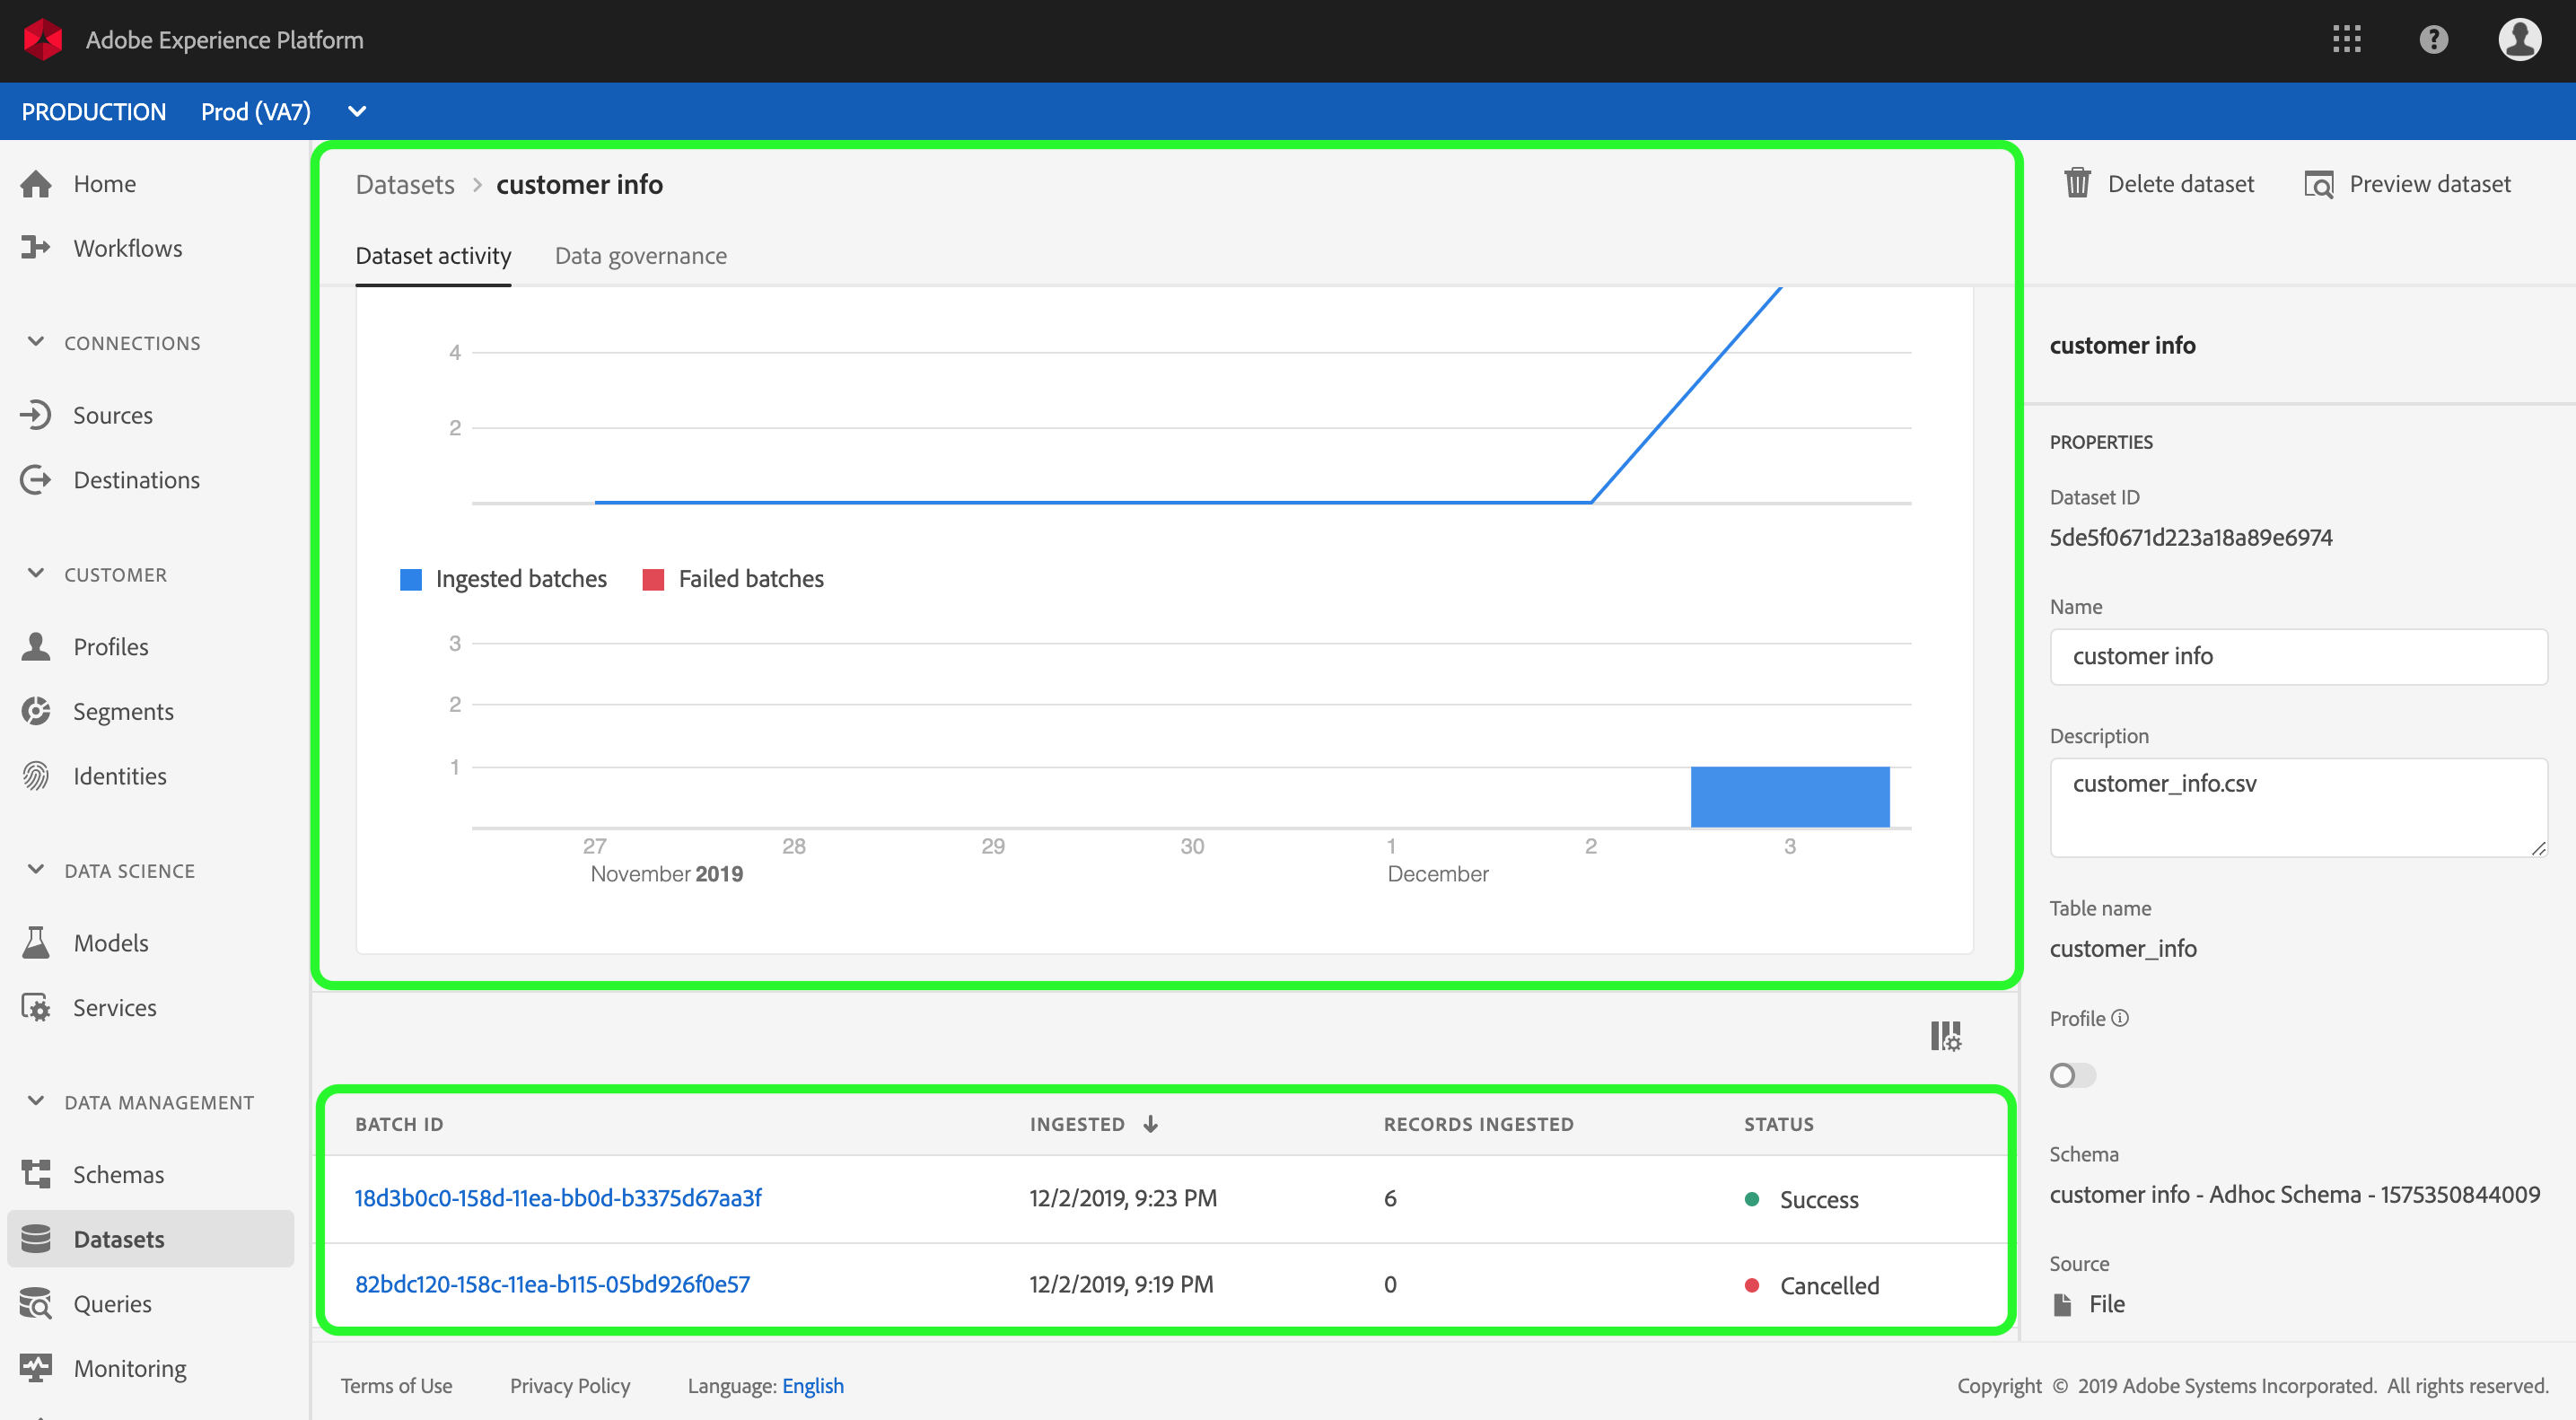 Adobe Experience Platform
?
PRODUCTION Prod (VA7)
Home
Workflows
CONNECTIONS
Sources
Destinations
CUSTOMER
Profiles
Segments
Identities
DATA SCIENCE
Models
Services
DATA MANAGEMENT
Schemas
Datasets
Queries
Monitoring
Datasets > customer info
Dataset activity Data governance
4
2
Ingested batches Failed batches
3
2
1
27 28 29 30 1 2 3
November 2019 December
BATCH ID INGESTED RECORDS INGESTED STATUS
18d3b0c0-158d-11ea-bb0d-b3375d67aa3f 12/2/2019, 9:23 PM 6 Success
82bdc120-158c-11ea-b115-05bd926f0e57 12/2/2019, 9:19 PM 0 Cancelled
Delete dataset Preview dataset
customer info
PROPERTIES
Dataset ID
5de5f0671d223a18a89e6974
Name
customer info
Description
customer_info.csv
Table name
customer_info
Profile
Schema
customer info - Adhoc Schema - 1575350844009
Source
File
Terms of Use Privacy Policy Language: English
Copyright © 2019 Adobe Systems Incorporated. All rights reserved.